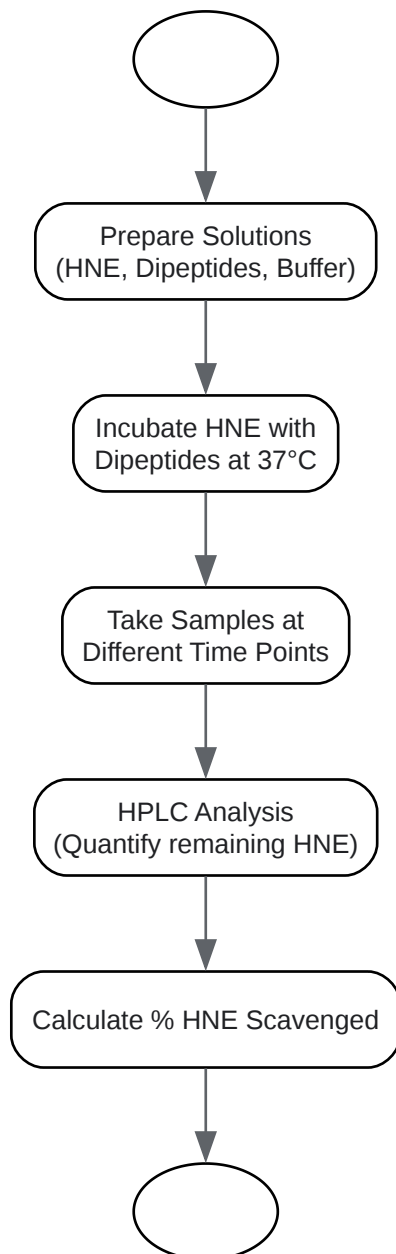 Prepare Solutions
(HNE, Dipeptides, Buffer)
Incubate HNE with
Dipeptides at 37°C
Take Samples at
Different Time Points
HPLC Analysis
(Quantify remaining HNE)
Calculate % HNE Scavenged